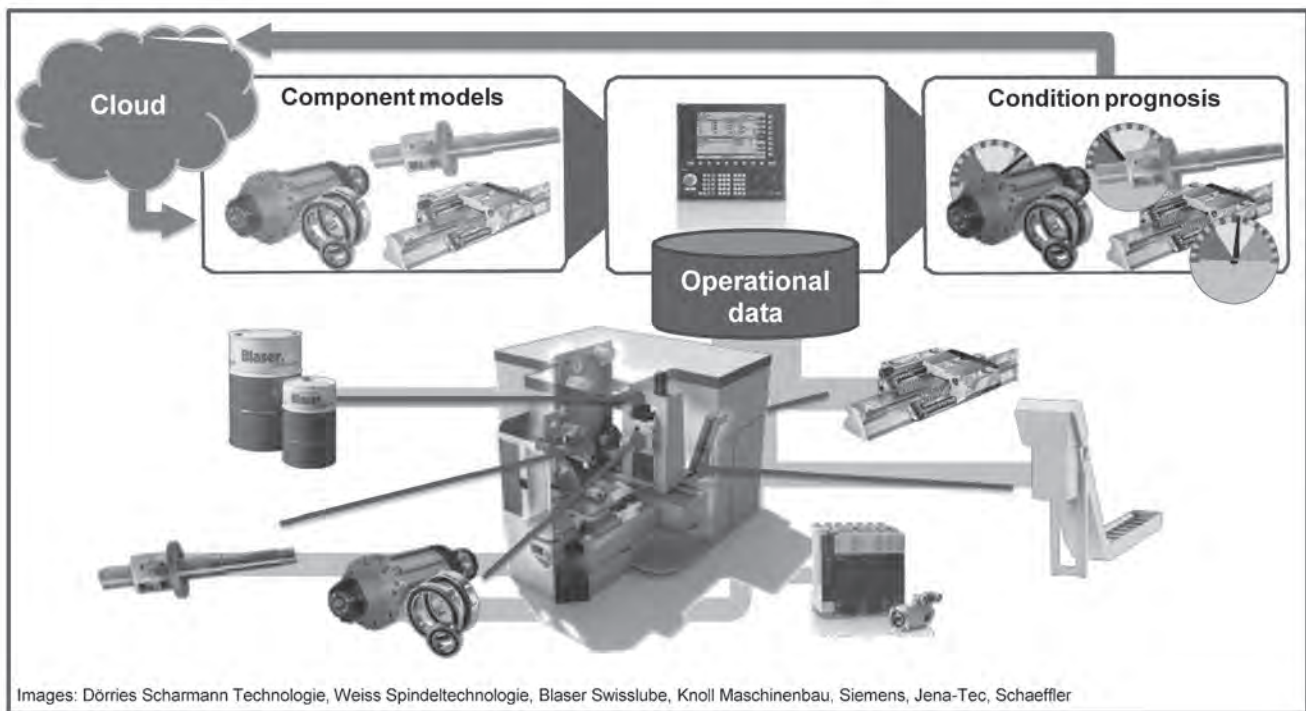 Cloud
Component models
Condition prognosis
Operational
data
Blaser.
Blaser.
Images: Dörries Scharmann Technologie, Weiss Spindeltechnologie, Blaser Swisslube, Knoll Maschinenbau, Siemens, Jena-Tec, Schaeffler